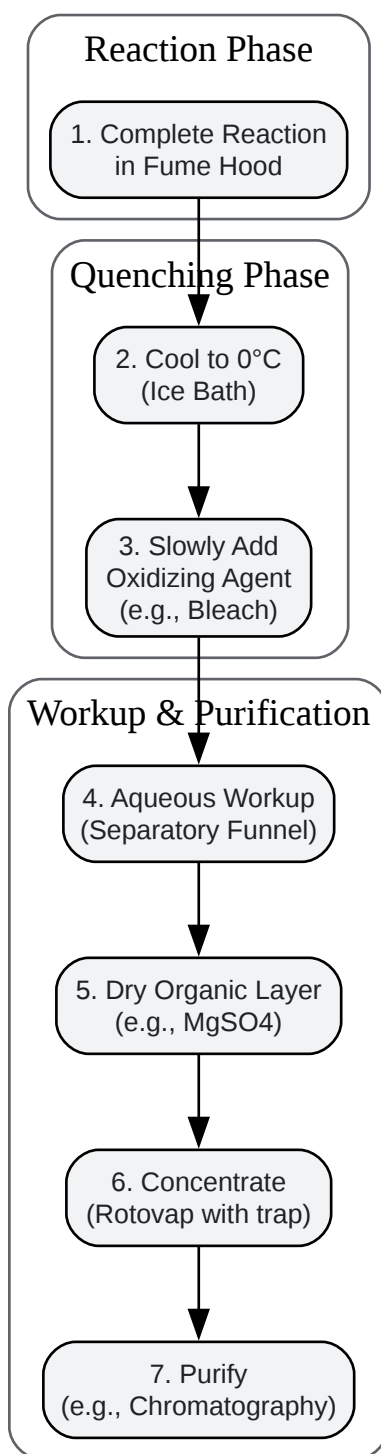 Reaction Phase
1. Complete Reaction
in Fume Hood
Quenching Phase
2. Cool to 0°C
(Ice Bath)
3. Slowly Add
Oxidizing Agent
(e.g., Bleach)
Workup & Purification
4. Aqueous Workup
(Separatory Funnel)
5. Dry Organic Layer
(e.g., MgSO4)
6. Concentrate
(Rotovap with trap)
7. Purify
(e.g., Chromatography)